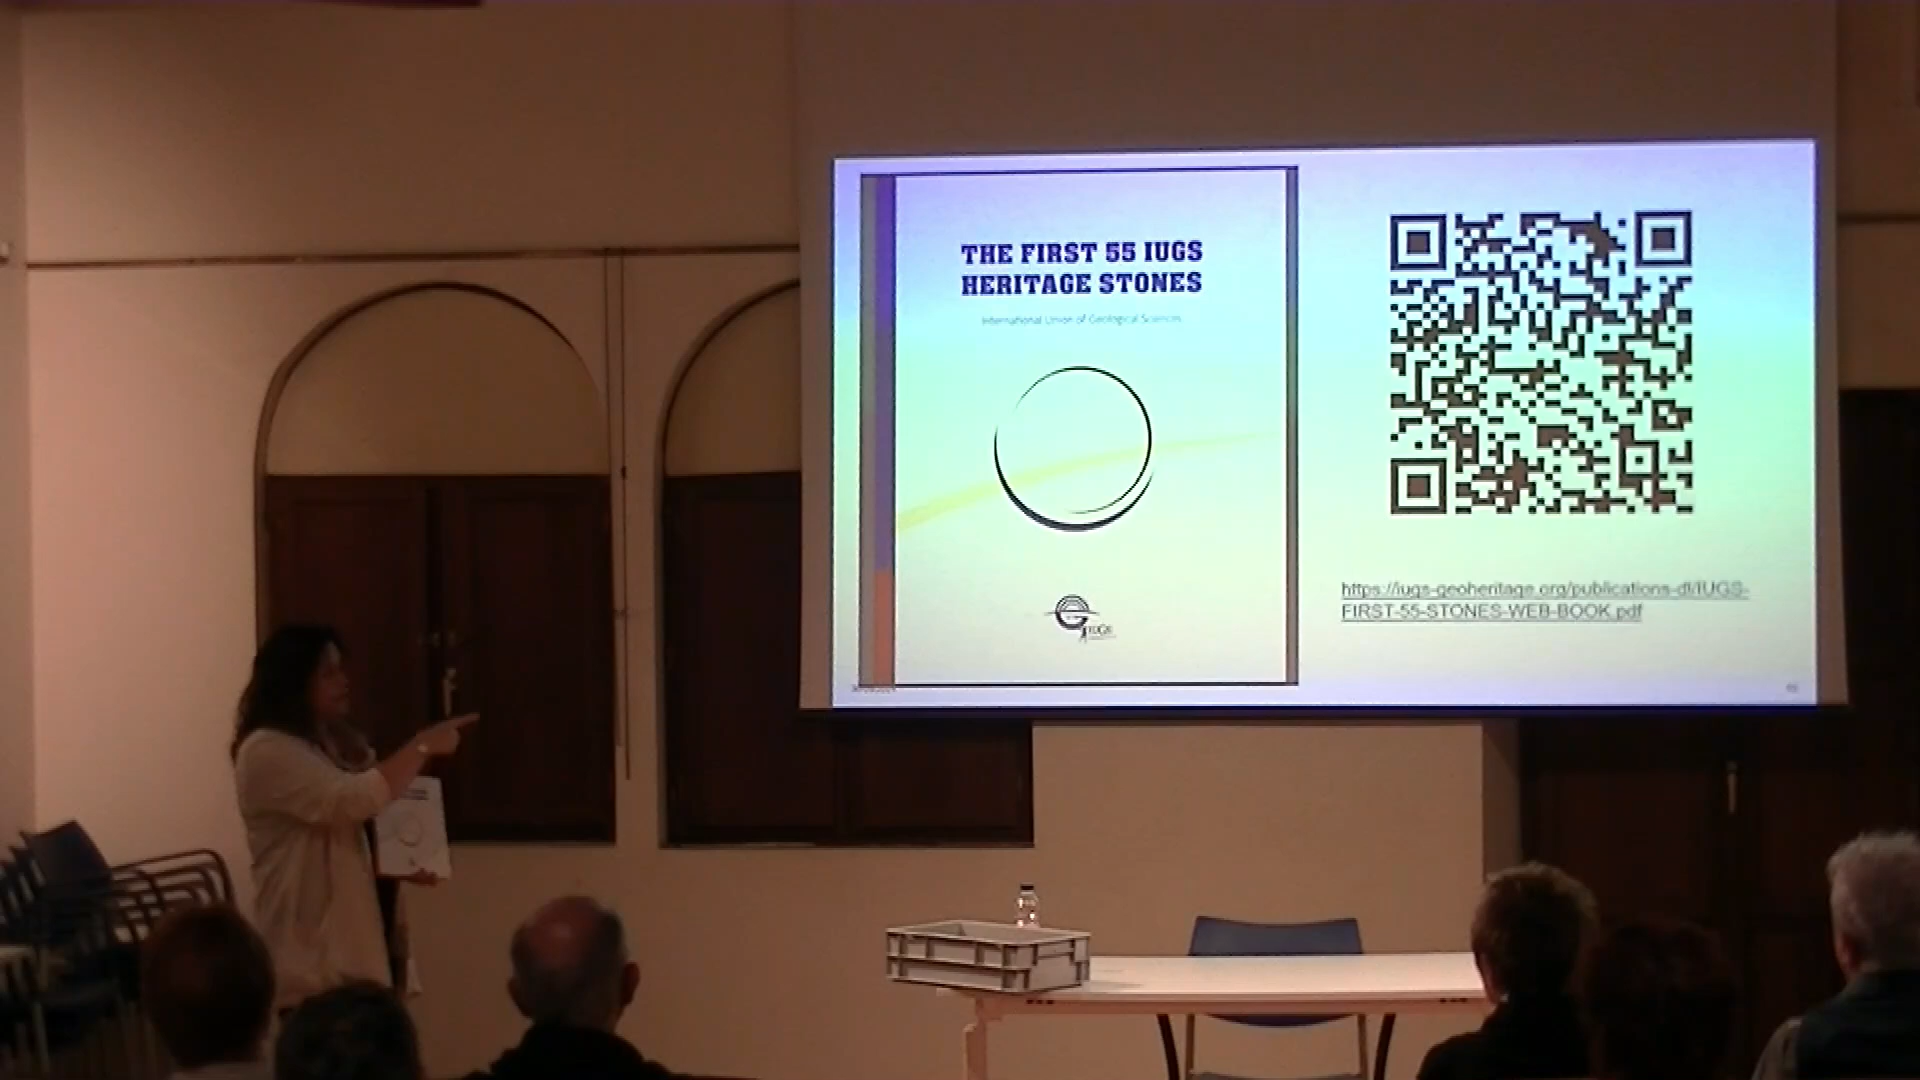 THE FIRST 55 IUGS
HERITAGE STONES
International Union of Geological Sciences
IUGS
https://iugs-geoheritage.org/publications-dl/IUGS-
FIRST-55-STONES-WEB-BOOK.pdf